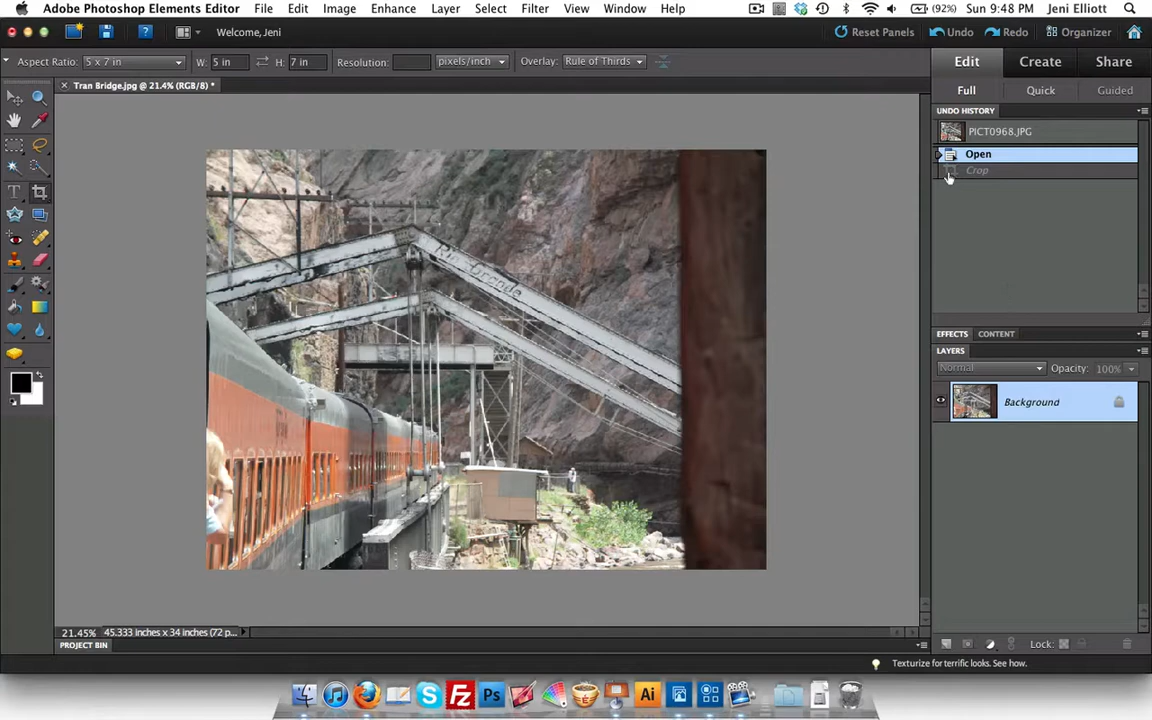 Adobe Photoshop Elements Editor File Edit Image Enhance Layer Select Filter View Window Help (92%) Sun 9:48 PM Jeni Elliott
Welcome, Jeni Reset Panels Undo Redo Organizer
Aspect Ratio: 5 x 7 in W: 5 in H: 7 in Resolution: pixels/inch Overlay: Rule of Thirds Edit Create Share
Tran Bridge.jpg @ 21.4% (RGB/8) * Full Quick Guided
UNDO HISTORY
PICT0968.JPG
Open
Crop
EFFECTS CONTENT
LAYERS
Normal Opacity: 100%
Background
21.45% 45.333 inches x 34 inches (72 p...
PROJECT BIN Lock:
Texturize for terrific looks. See how.
T
Fz Ps Ai